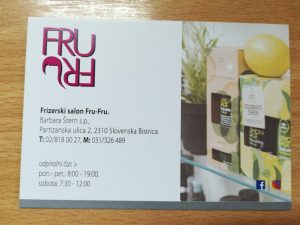 FRU
FRU
Frizerski salon Fru-Fru.
Barbara Štern s.p.,
Partizanska ulica 2, 2310 Slovenska Bistrica
T: 02/818 00 27, M: 031/326 489
odpiralni čas >
pon.- pet.: 8:00 - 19:00,
sobota: 7:30 - 12:00